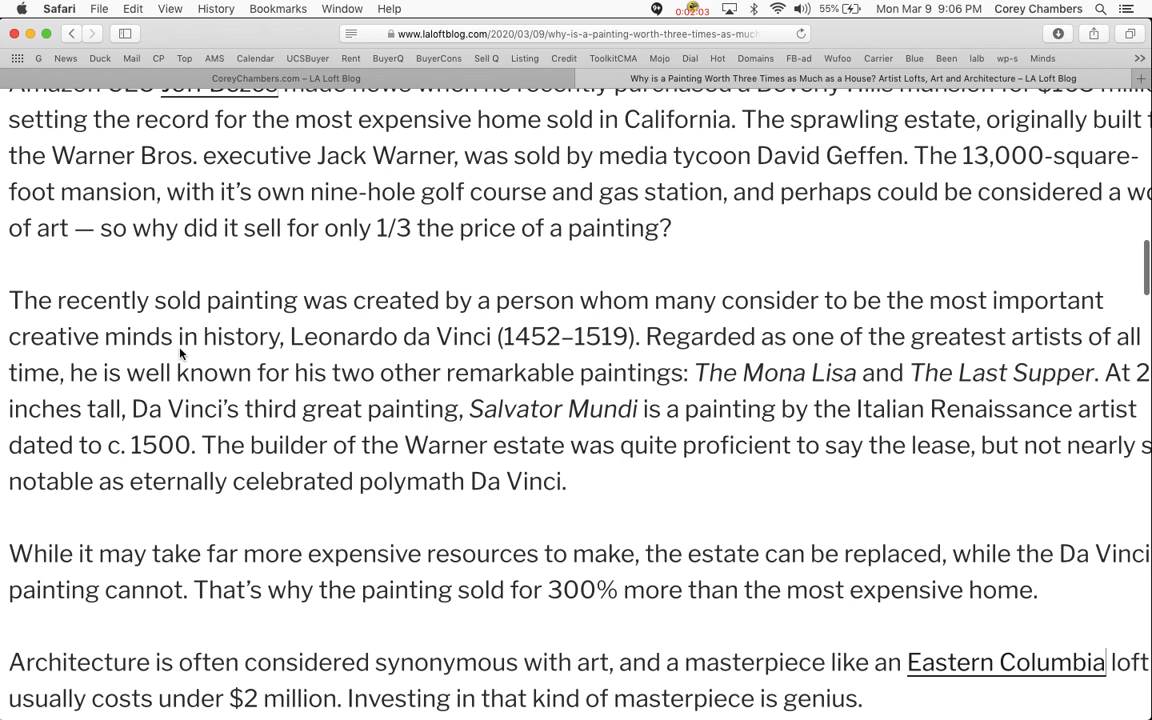 Safari File Edit View History Bookmarks Window Help 9+ 0:02:03 55% Mon Mar 9 9:06 PM Corey Chambers
www.laloftblog.com/2020/03/09/why-is-a-painting-worth-three-times-as-much
G News Duck Mail CP Top AMS Calendar UCSBuyer Rent BuyerQ BuyerCons Sell Q Listing Credit ToolkitCMA Mojo Dial Hot Domains FB-ad Wufoo Carrier Blue Been lalb wp-s Minds >>
CoreyChambers.com – LA Loft Blog Why is a Painting Worth Three Times as Much as a House? Artist Lofts, Art and Architecture – LA Loft Blog +
Amazon CEO Jeff Bezos made news when he recently purchased a Beverly Hills mansion for
setting the record for the most expensive home sold in California. The sprawling estate, originally built
the Warner Bros. executive Jack Warner, was sold by media tycoon David Geffen. The 13,000-square-
foot mansion, with it's own nine-hole golf course and gas station, and perhaps could be considered a
of art — so why did it sell for only 1/3 the price of a painting?
The recently sold painting was created by a person whom many consider to be the most important
creative minds in history, Leonardo da Vinci (1452–1519). Regarded as one of the greatest artists of all
time, he is well known for his two other remarkable paintings: The Mona Lisa and The Last Supper. At
inches tall, Da Vinci's third great painting, Salvator Mundi is a painting by the Italian Renaissance artist
dated to c. 1500. The builder of the Warner estate was quite proficient to say the lease, but not nearly
notable as eternally celebrated polymath Da Vinci.
While it may take far more expensive resources to make, the estate can be replaced, while the Da Vinci
painting cannot. That's why the painting sold for 300% more than the most expensive home.
Architecture is often considered synonymous with art, and a masterpiece like an Eastern Columbia loft
usually costs under $2 million. Investing in that kind of masterpiece is genius.